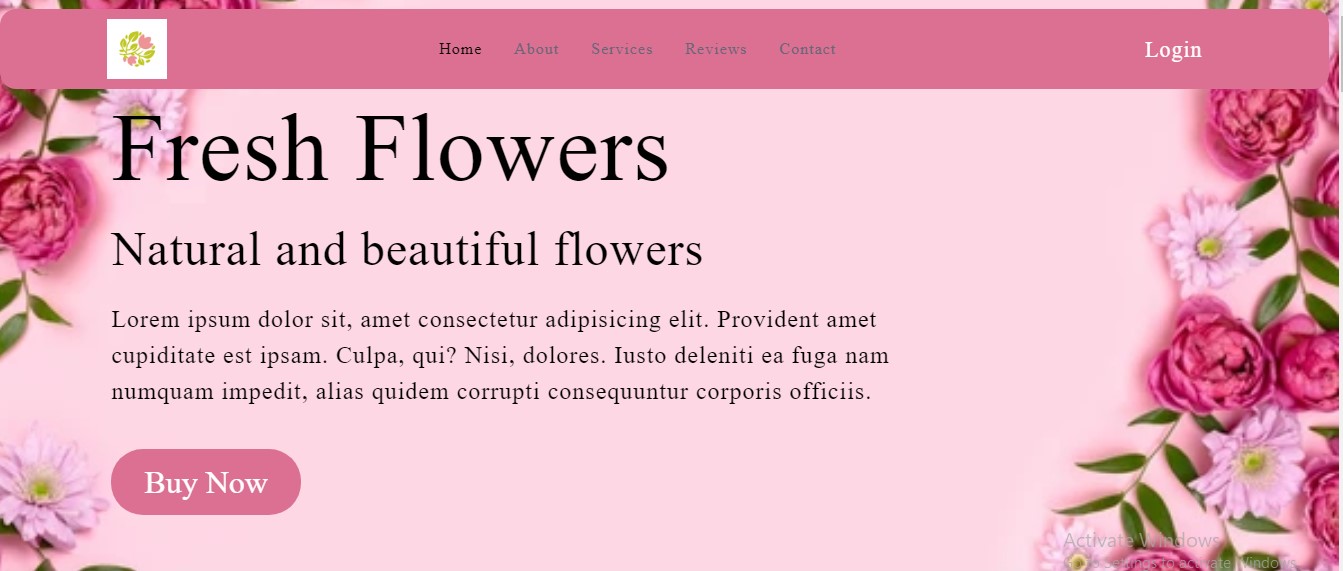 Home About Services Reviews Contact Login
Fresh Flowers
Natural and beautiful flowers
Lorem ipsum dolor sit, amet consectetur adipisicing elit. Provident amet
cupiditate est ipsam. Culpa, qui? Nisi, dolores. Iusto deleniti ea fuga nam
numquam impedit, alias quidem corrupti consequuntur corporis officiis.
Buy Now
Activate Windows
Go to Settings to activate Windows.